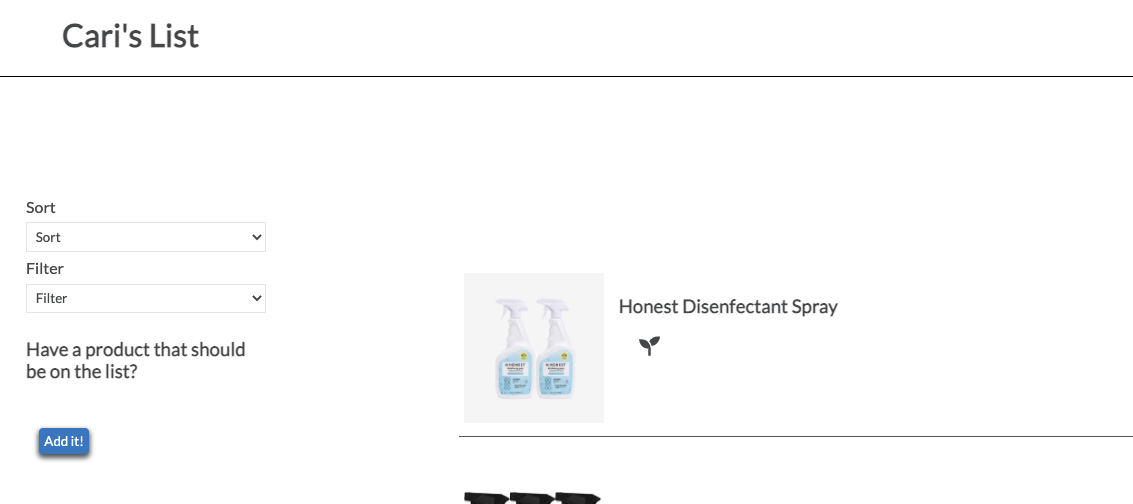 Cari's List
Sort
Sort
Filter
Filter
Have a product that should
be on the list?
Add it!
HONEST
Honest Disenfectant Spray